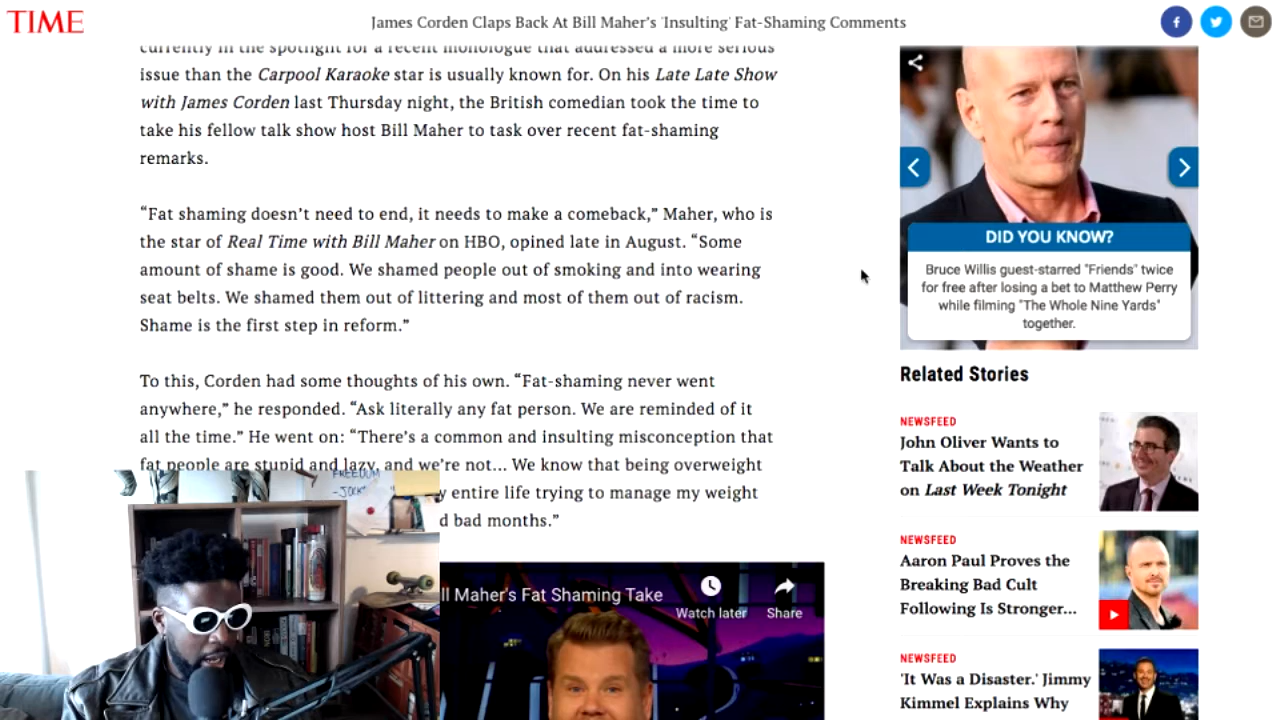 TIME
James Corden Claps Back At Bill Maher's 'Insulting' Fat-Shaming Comments
currently in the spotlight for a recent monologue that addressed a more serious
issue than the Carpool Karaoke star is usually known for. On his Late Late Show
with James Corden last Thursday night, the British comedian took the time to
take his fellow talk show host Bill Maher to task over recent fat-shaming
remarks.
“Fat shaming doesn’t need to end, it needs to make a comeback,” Maher, who is
the star of Real Time with Bill Maher on HBO, opined late in August. “Some
amount of shame is good. We shamed people out of smoking and into wearing
seat belts. We shamed them out of littering and most of them out of racism.
Shame is the first step in reform.”
To this, Corden had some thoughts of his own. “Fat-shaming never went
anywhere,” he responded. “Ask literally any fat person. We are reminded of it
all the time.” He went on: “There’s a common and insulting misconception that
fat people are stupid and lazy, and we’re not... We know that being overweight
y entire life trying to manage my weight
d bad months.”
FREEDOM
ll Maher's Fat Shaming Take
Watch later
Share
DID YOU KNOW?
Bruce Willis guest-starred "Friends" twice
for free after losing a bet to Matthew Perry
while filming "The Whole Nine Yards"
together.
Related Stories
NEWSFEED
John Oliver Wants to
Talk About the Weather
on Last Week Tonight
NEWSFEED
Aaron Paul Proves the
Breaking Bad Cult
Following Is Stronger...
NEWSFEED
'It Was a Disaster.' Jimmy
Kimmel Explains Why